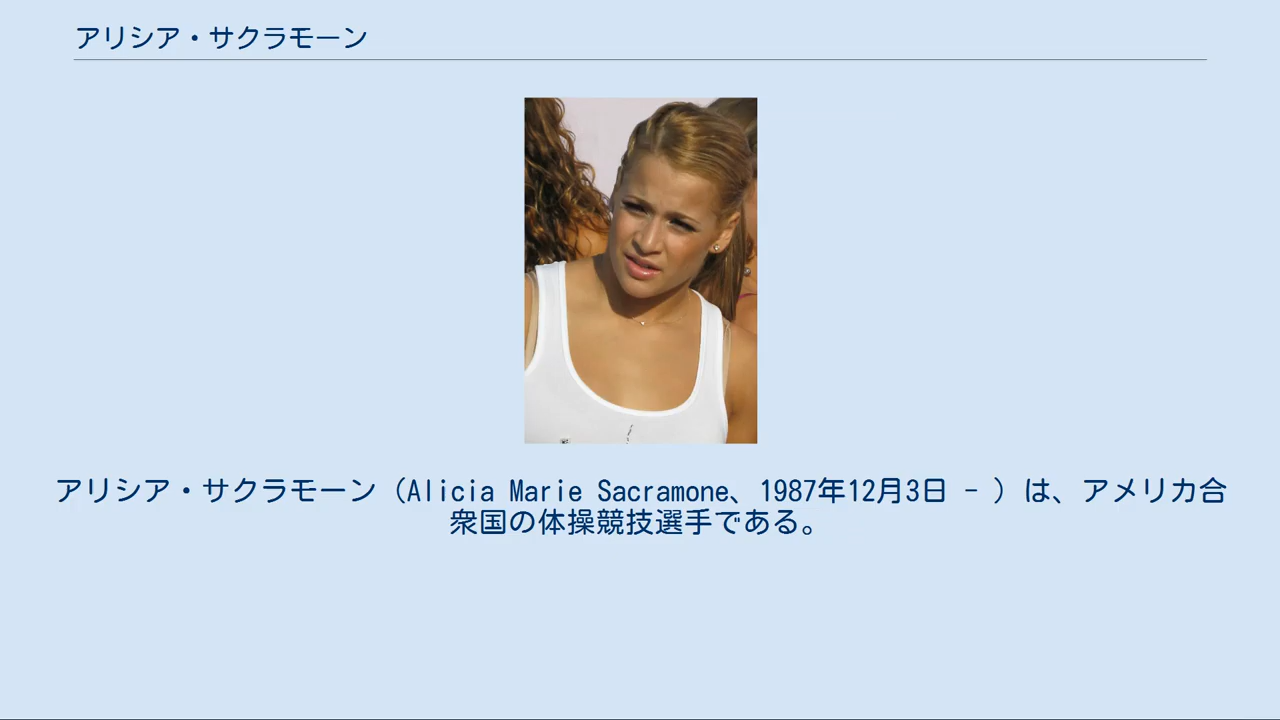 アリシア・サクラモーン
アリシア・サクラモーン（Alicia Marie Sacramone、1987年12月3日 - ）は、アメリカ合
衆国の体操競技選手である。